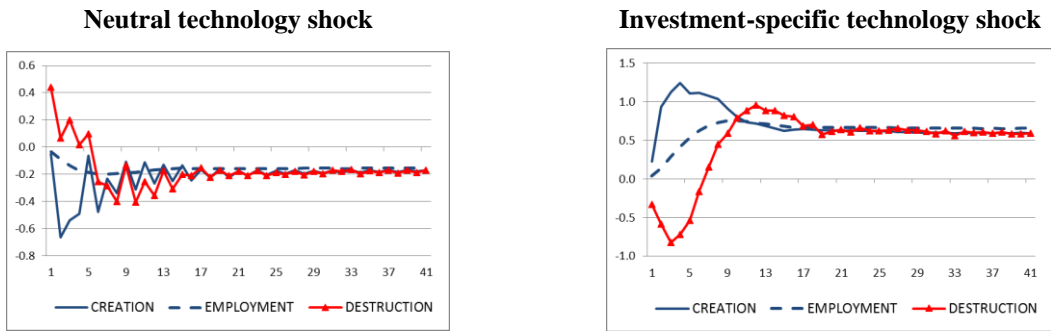 Neutral technology shock
0.6
0.4
0.2
0.0
-0.2
-0.4
-0.6
-0.8
1 5 9 13 17 21 25 29 33 37 41
CREATION EMPLOYMENT DESTRUCTION
Investment-specific technology shock
1.5
1.0
0.5
0.0
-0.5
-1.0
1 5 9 13 17 21 25 29 33 37 41
CREATION EMPLOYMENT DESTRUCTION